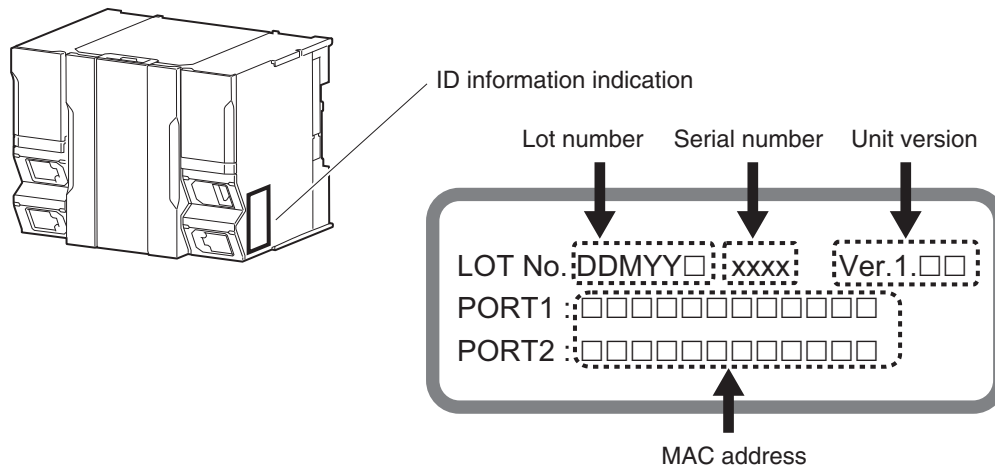 ID information indication
Lot number Serial number Unit version
LOT No. DDMYY□ xxxx Ver.1.□□
PORT1 : □□□□□□□□□□□□
PORT2 : □□□□□□□□□□□□
MAC address